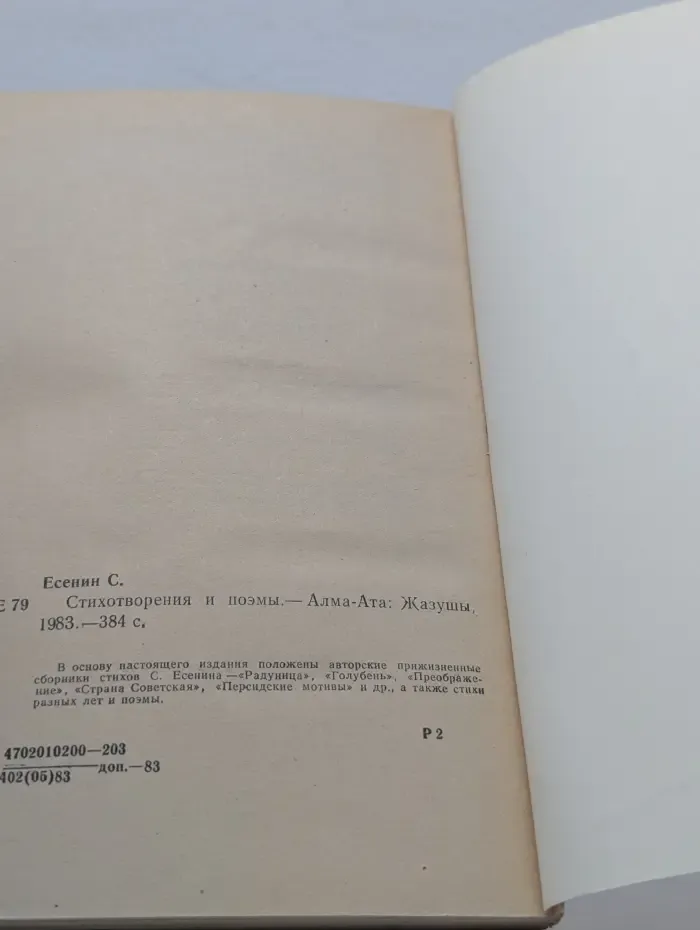 Есенин С.
Е 79 Стихотворения и поэмы.— Алма-Ата: Жазушы,
1983.—384 с.
В основу настоящего издания положены авторские прижизненные
сборники стихов С. Есенина—«Радуница», «Голубень», «Преображе-
ние», «Страна Советская», «Персидские мотивы» и др., а также стихи
разных лет и поэмы.
Р 2
4702010200—203
402(05)83
доп.—83